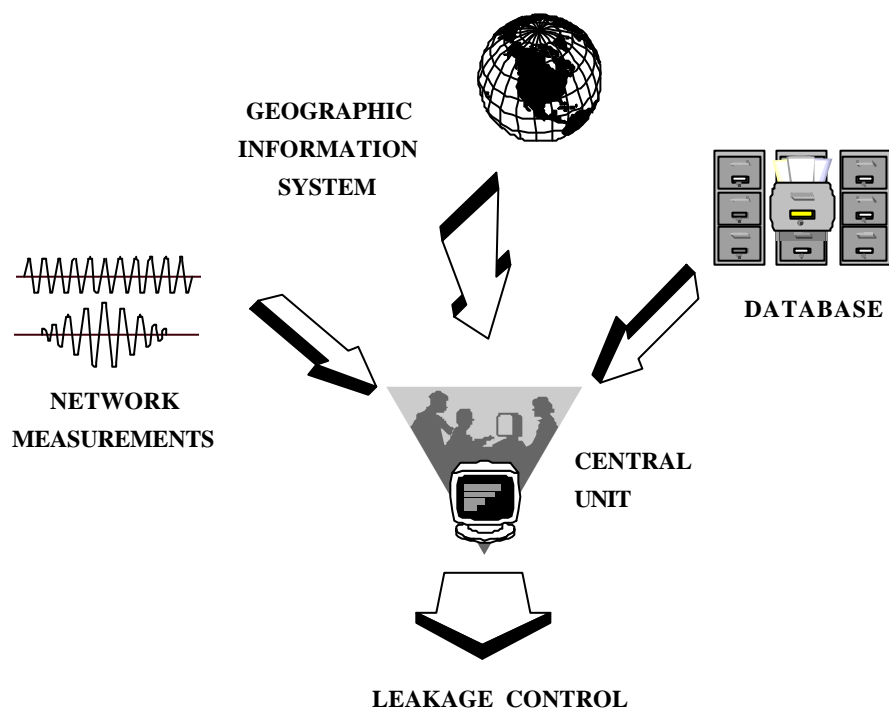 GEOGRAPHIC
INFORMATION
SYSTEM
DATABASE
NETWORK
MEASUREMENTS
CENTRAL
UNIT
LEAKAGE CONTROL